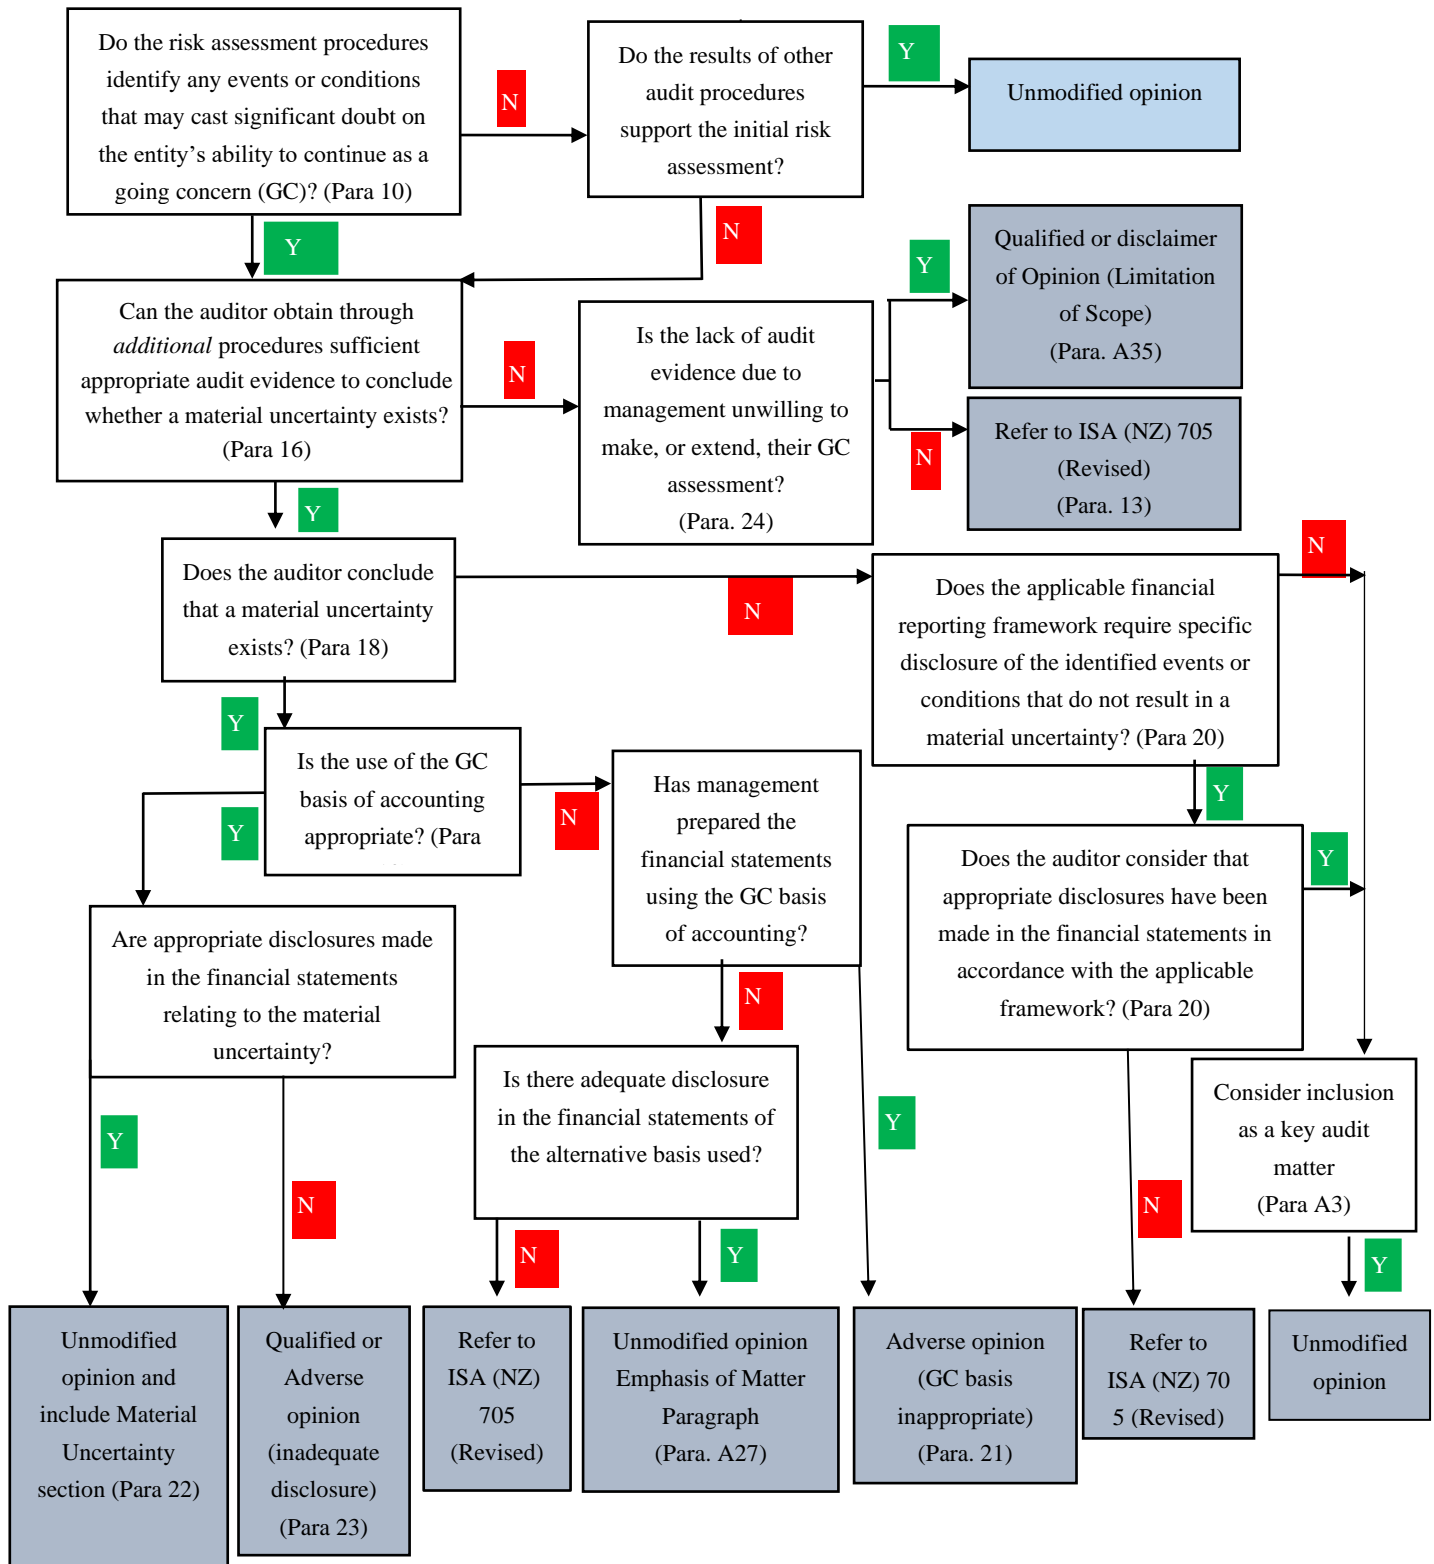 Do the risk assessment procedures
identify any events or conditions
that may cast significant doubt on
the entity’s ability to continue as a
going concern (GC)? (Para 10)
N
Do the results of other
audit procedures
support the initial risk
assessment?
Y
Unmodified opinion
Y
N
Can the auditor obtain through
additional procedures sufficient
appropriate audit evidence to conclude
whether a material uncertainty exists?
(Para 16)
N
Is the lack of audit
evidence due to
management unwilling to
make, or extend, their GC
assessment?
(Para. 24)
Y
Qualified or disclaimer
of Opinion (Limitation
of Scope)
(Para. A35)
N
Refer to ISA (NZ) 705
(Revised)
(Para. 13)
Y
Does the auditor conclude
that a material uncertainty
exists? (Para 18)
N
Does the applicable financial
reporting framework require specific
disclosure of the identified events or
conditions that do not result in a
material uncertainty? (Para 20)
N
Y
Is the use of the GC
basis of accounting
appropriate? (Para
Y
N
Has management
prepared the
financial statements
using the GC basis
of accounting?
Y
Does the auditor consider that
appropriate disclosures have been
made in the financial statements in
accordance with the applicable
framework? (Para 20)
Y
Are appropriate disclosures made
in the financial statements
relating to the material
uncertainty?
N
Is there adequate disclosure
in the financial statements of
the alternative basis used?
Y
Consider inclusion
as a key audit
matter
(Para A3)
Y
N
N
Y
N
Y
Unmodified
opinion and
include Material
Uncertainty
section (Para 22)
Qualified or
Adverse
opinion
(inadequate
disclosure)
(Para 23)
Refer to
ISA (NZ)
705
(Revised)
Unmodified opinion
Emphasis of Matter
Paragraph
(Para. A27)
Adverse opinion
(GC basis
inappropriate)
(Para. 21)
Refer to
ISA (NZ) 70
5 (Revised)
Unmodified
opinion